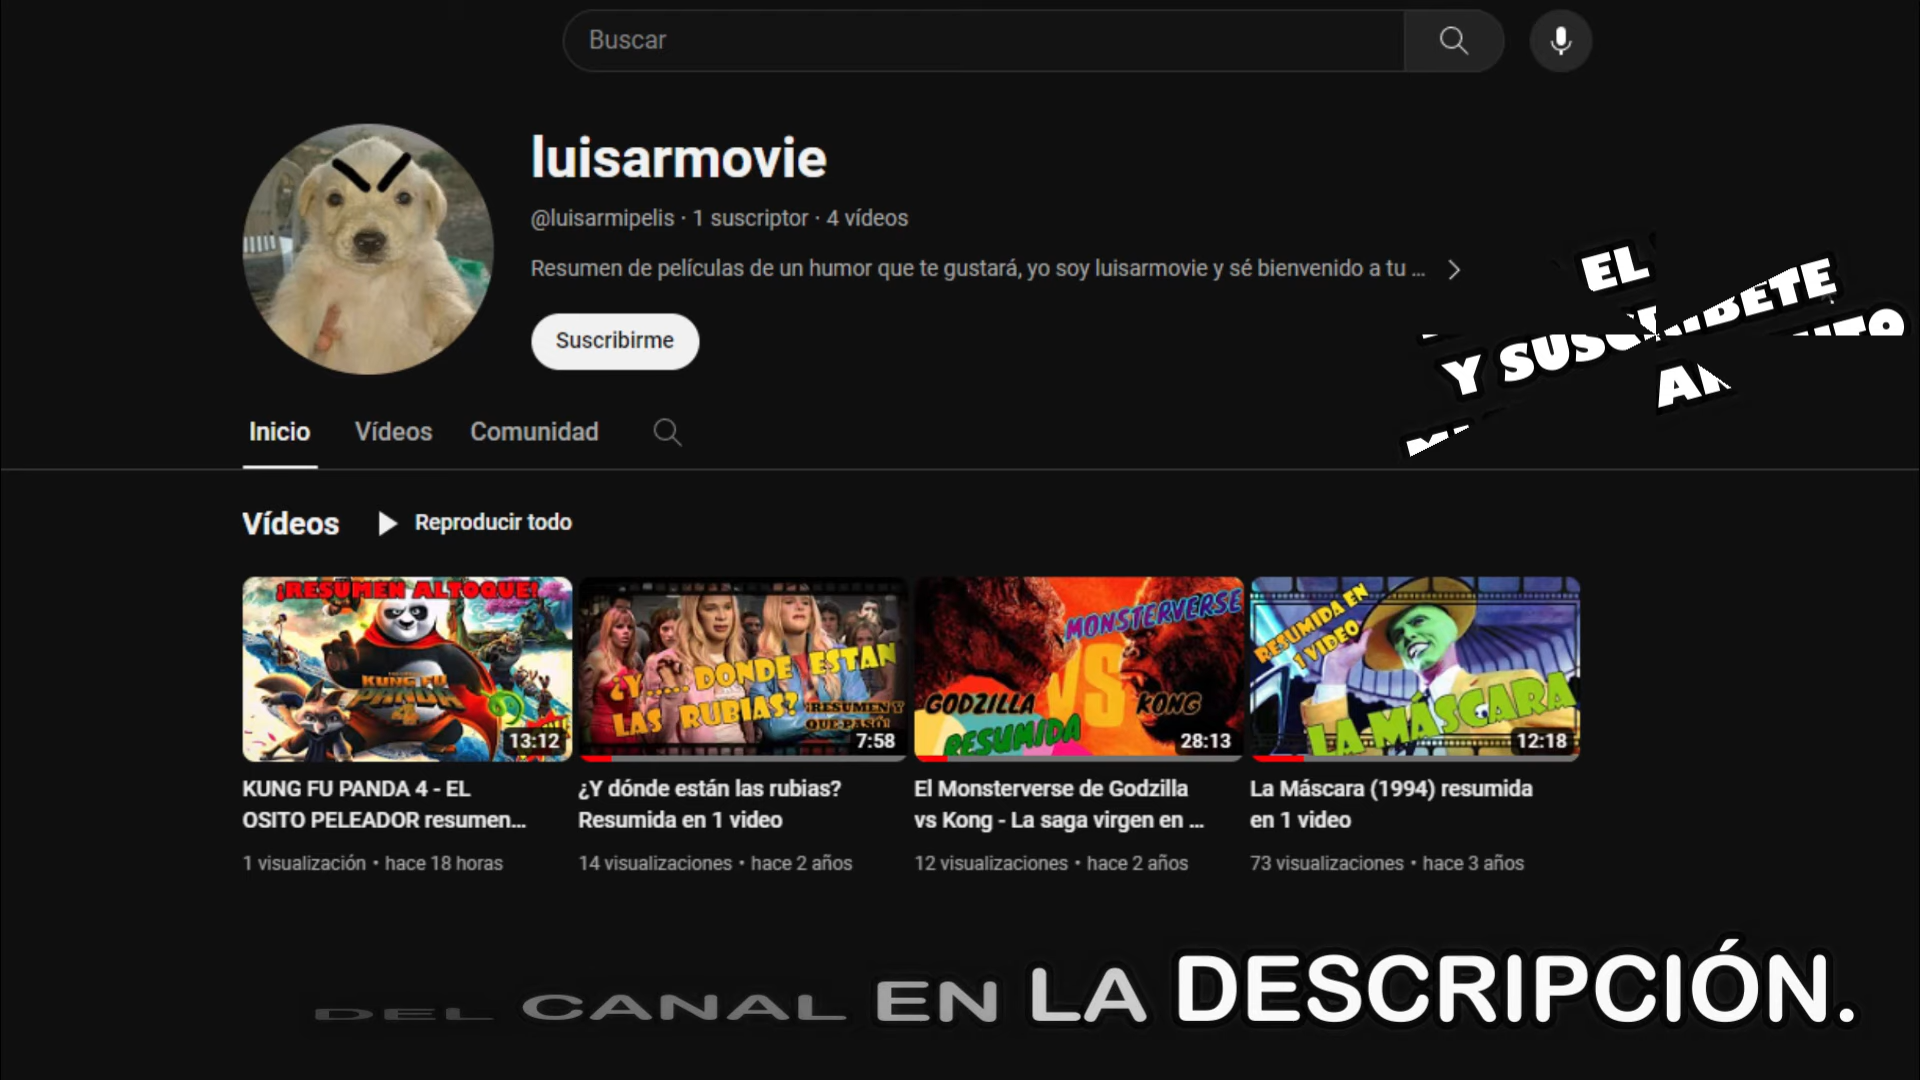 Buscar
luisarmovie
@luisarmipelis · 1 suscriptor · 4 vídeos
Resumen de películas de un humor que te gustará, yo soy luisarmovie y sé bienvenido a tu ...
Suscribirme
EL
Y SUSCRIBETE
Inicio
Vídeos
Comunidad
Vídeos
Reproducir todo
¡RESUMEN ALTOQUE!
KUNG FU
PANDA
4
13:12
¿Y..... DONDE ESTAN
LAS RUBIAS?
¡RESUMEN Y
QUE PASÓ!
7:58
MONSTERVERSE
GODZILLA VS KONG
RESUMIDA
28:13
RESUMIDA EN
1 VIDEO
LA MÁSCARA
12:18
KUNG FU PANDA 4 - EL
OSITO PELEADOR resumen...
1 visualización • hace 18 horas
¿Y dónde están las rubias?
Resumida en 1 video
14 visualizaciones • hace 2 años
El Monsterverse de Godzilla
vs Kong - La saga virgen en ...
12 visualizaciones • hace 2 años
La Máscara (1994) resumida
en 1 video
73 visualizaciones • hace 3 años
DEL CANAL EN LA DESCRIPCIÓN.